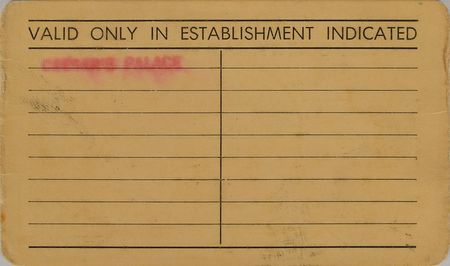 VALID ONLY IN ESTABLISHMENT INDICATED
CAESAR'S PALACE